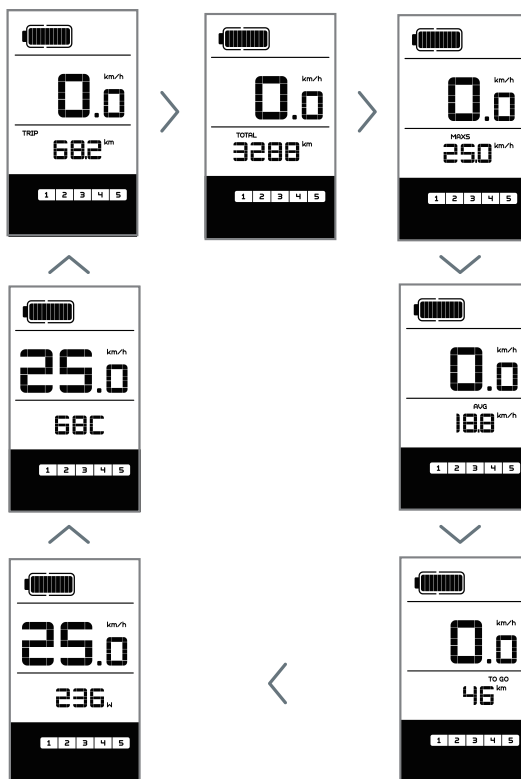 km/h
0.0
TRIP
68.2 km
1 2 3 4 5
km/h
0.0
TOTAL
3288 km
1 2 3 4 5
km/h
0.0
MAXS
25.0 km/h
1 2 3 4 5
km/h
25.0
68C
1 2 3 4 5
km/h
0.0
AVG
18.8 km/h
1 2 3 4 5
km/h
25.0
236 W
1 2 3 4 5
km/h
0.0
TO GO
46 km
1 2 3 4 5